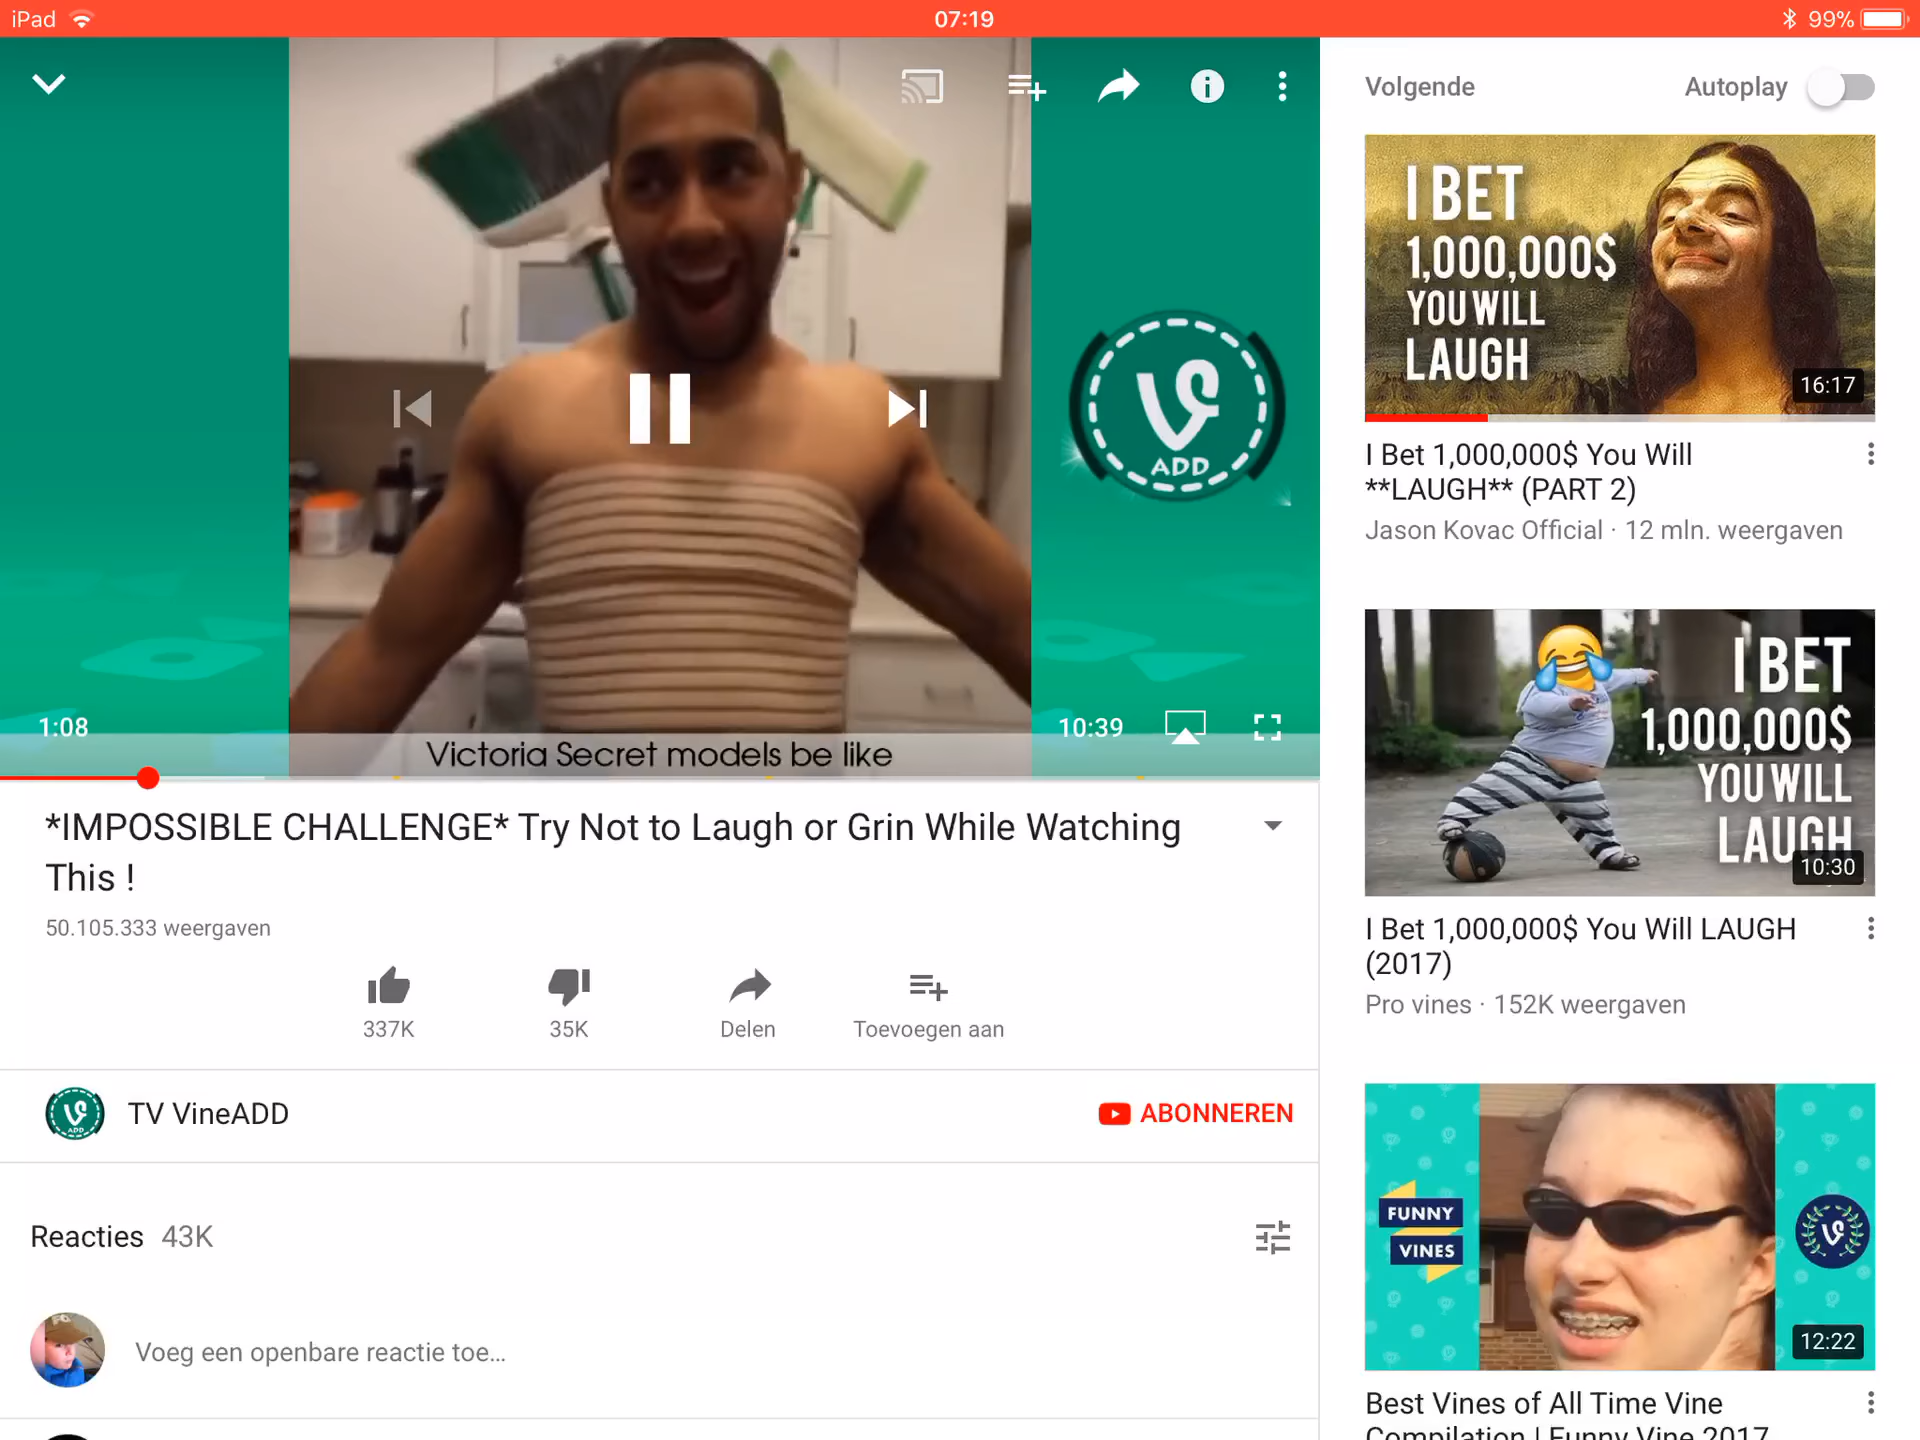 iPad
07:19
99%
1:08
10:39
ADD
Victoria Secret models be like
*IMPOSSIBLE CHALLENGE* Try Not to Laugh or Grin While Watching
This !
50.105.333 weergaven
337K
35K
Delen
Toevoegen aan
TV VineADD
ABONNEREN
Reacties 43K
Voeg een openbare reactie toe...
Volgende
Autoplay
I BET
1,000,000$
YOU WILL
LAUGH
16:17
I Bet 1,000,000$ You Will
**LAUGH** (PART 2)
Jason Kovac Official · 12 mln. weergaven
I BET
1,000,000$
YOU WILL
LAUGH
10:30
I Bet 1,000,000$ You Will LAUGH
(2017)
Pro vines · 152K weergaven
FUNNY
VINES
12:22
Best Vines of All Time Vine
Compilation | Funny Vine 2017